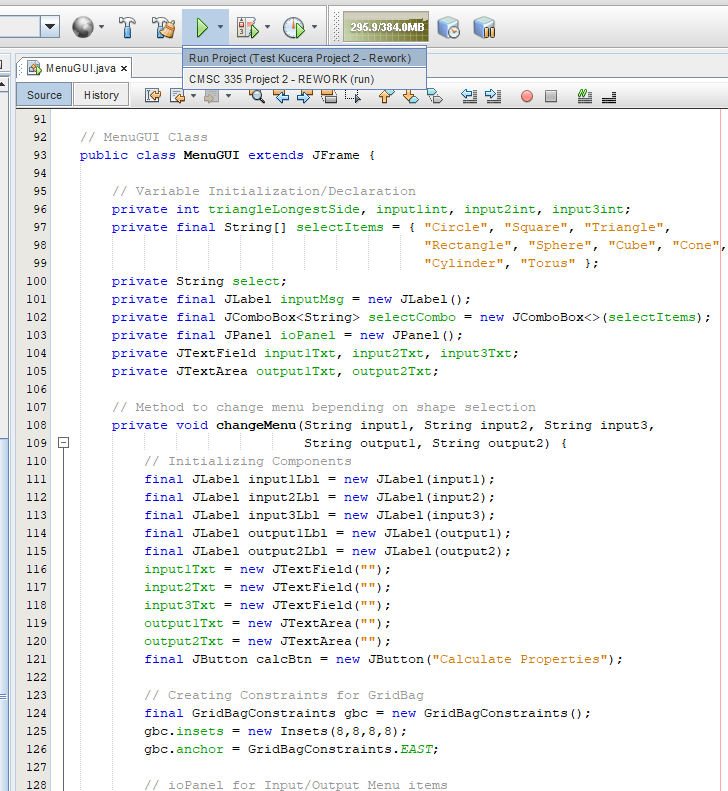 295.9/384.0MB
Run Project (Test Kucera Project 2 - Rework)
MenuGUI.java ×
CMSC 335 Project 2 - REWORK (run)
Source History
91
92 // MenuGUI Class
93 public class MenuGUI extends JFrame {
94
95 // Variable Initialization/Declaration
96 private int triangleLongestSide, input1int, input2int, input3int;
97 private final String[] selectItems = { "Circle", "Square", "Triangle",
98 "Rectangle", "Sphere", "Cube", "Cone",
99 "Cylinder", "Torus" };
100 private String select;
101 private final JLabel inputMsg = new JLabel();
102 private final JComboBox<String> selectCombo = new JComboBox<>(selectItems);
103 private final JPanel ioPanel = new JPanel();
104 private JTextField input1Txt, input2Txt, input3Txt;
105 private JTextArea output1Txt, output2Txt;
106
107 // Method to change menu bepending on shape selection
108 private void changeMenu(String input1, String input2, String input3,
109 String output1, String output2) {
110 // Initializing Components
111 final JLabel input1Lbl = new JLabel(input1);
112 final JLabel input2Lbl = new JLabel(input2);
113 final JLabel input3Lbl = new JLabel(input3);
114 final JLabel output1Lbl = new JLabel(output1);
115 final JLabel output2Lbl = new JLabel(output2);
116 input1Txt = new JTextField("");
117 input2Txt = new JTextField("");
118 input3Txt = new JTextField("");
119 output1Txt = new JTextArea("");
120 output2Txt = new JTextArea("");
121 final JButton calcBtn = new JButton("Calculate Properties");
122
123 // Creating Constraints for GridBag
124 final GridBagConstraints gbc = new GridBagConstraints();
125 gbc.insets = new Insets(8,8,8,8);
126 gbc.anchor = GridBagConstraints.EAST;
127
128 // ioPanel for Input/Output Menu items